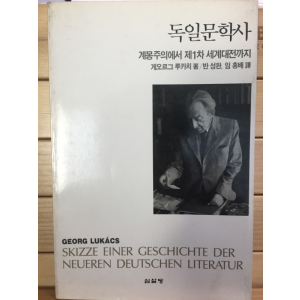 독일문학사
계몽주의에서 제1차 세계대전까지
게오르그 루카치 著/반 성완, 임 홍배 譯
GEORG LUKÁCS
SKIZZE EINER GESCHICHTE DER
NEUEREN DEUTSCHEN LITERATUR
심설당